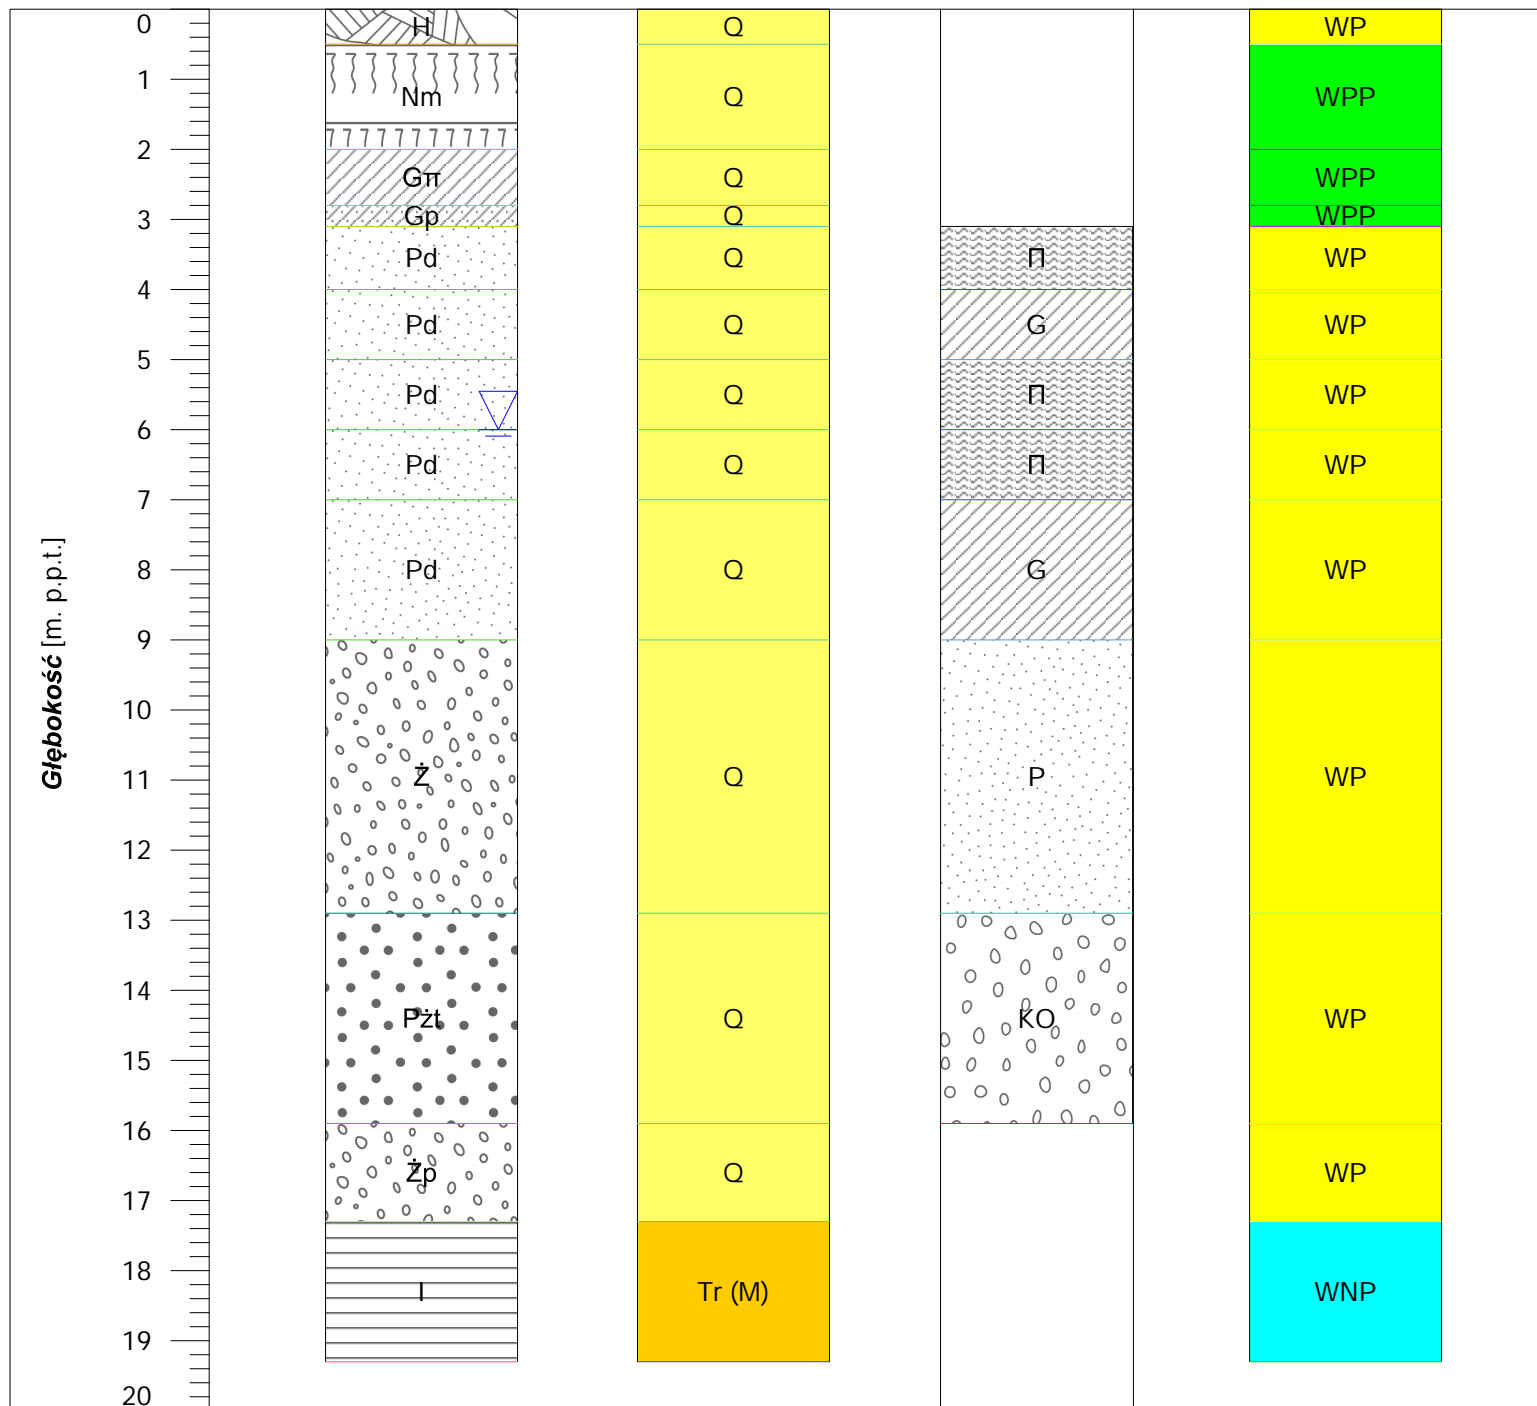 Głębokość [m. p.p.t.]
0 H Q WP
1 Nm Q WPP
2 Gπ Q WPP
3 Gp Q WPP
Pd Q П WP
4 Pd Q G WP
5 Pd Q П WP
6 Pd Q П WP
7
8 Pd Q G WP
9
10
11 Ż Q P WP
12
13
14 Pżt Q KO WP
15
16
Żp Q WP
17
18 I Tr (M) WNP
19
20